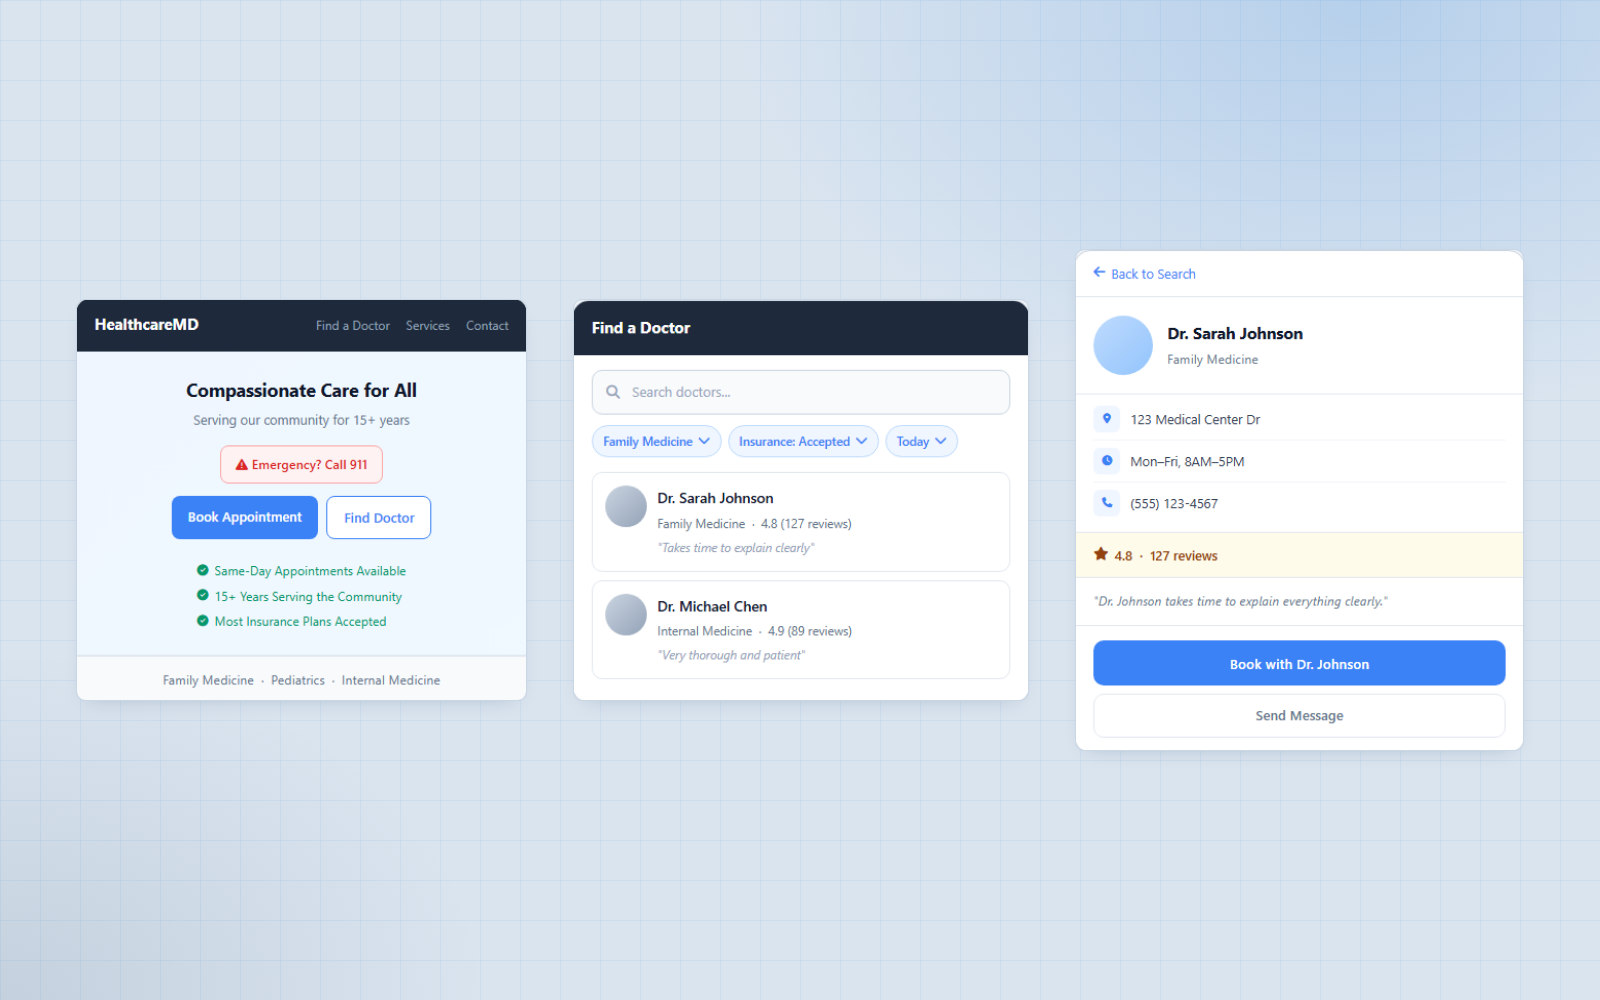 HealthcareMD
Find a Doctor Services Contact
Compassionate Care for All
Serving our community for 15+ years
Emergency? Call 911
Book Appointment
Find Doctor
Same-Day Appointments Available
15+ Years Serving the Community
Most Insurance Plans Accepted
Family Medicine · Pediatrics · Internal Medicine
Find a Doctor
Search doctors...
Family Medicine
Insurance: Accepted
Today
Dr. Sarah Johnson
Family Medicine · 4.8 (127 reviews)
"Takes time to explain clearly"
Dr. Michael Chen
Internal Medicine · 4.9 (89 reviews)
"Very thorough and patient"
Back to Search
Dr. Sarah Johnson
Family Medicine
123 Medical Center Dr
Mon–Fri, 8AM–5PM
(555) 123-4567
4.8 · 127 reviews
"Dr. Johnson takes time to explain everything clearly."
Book with Dr. Johnson
Send Message